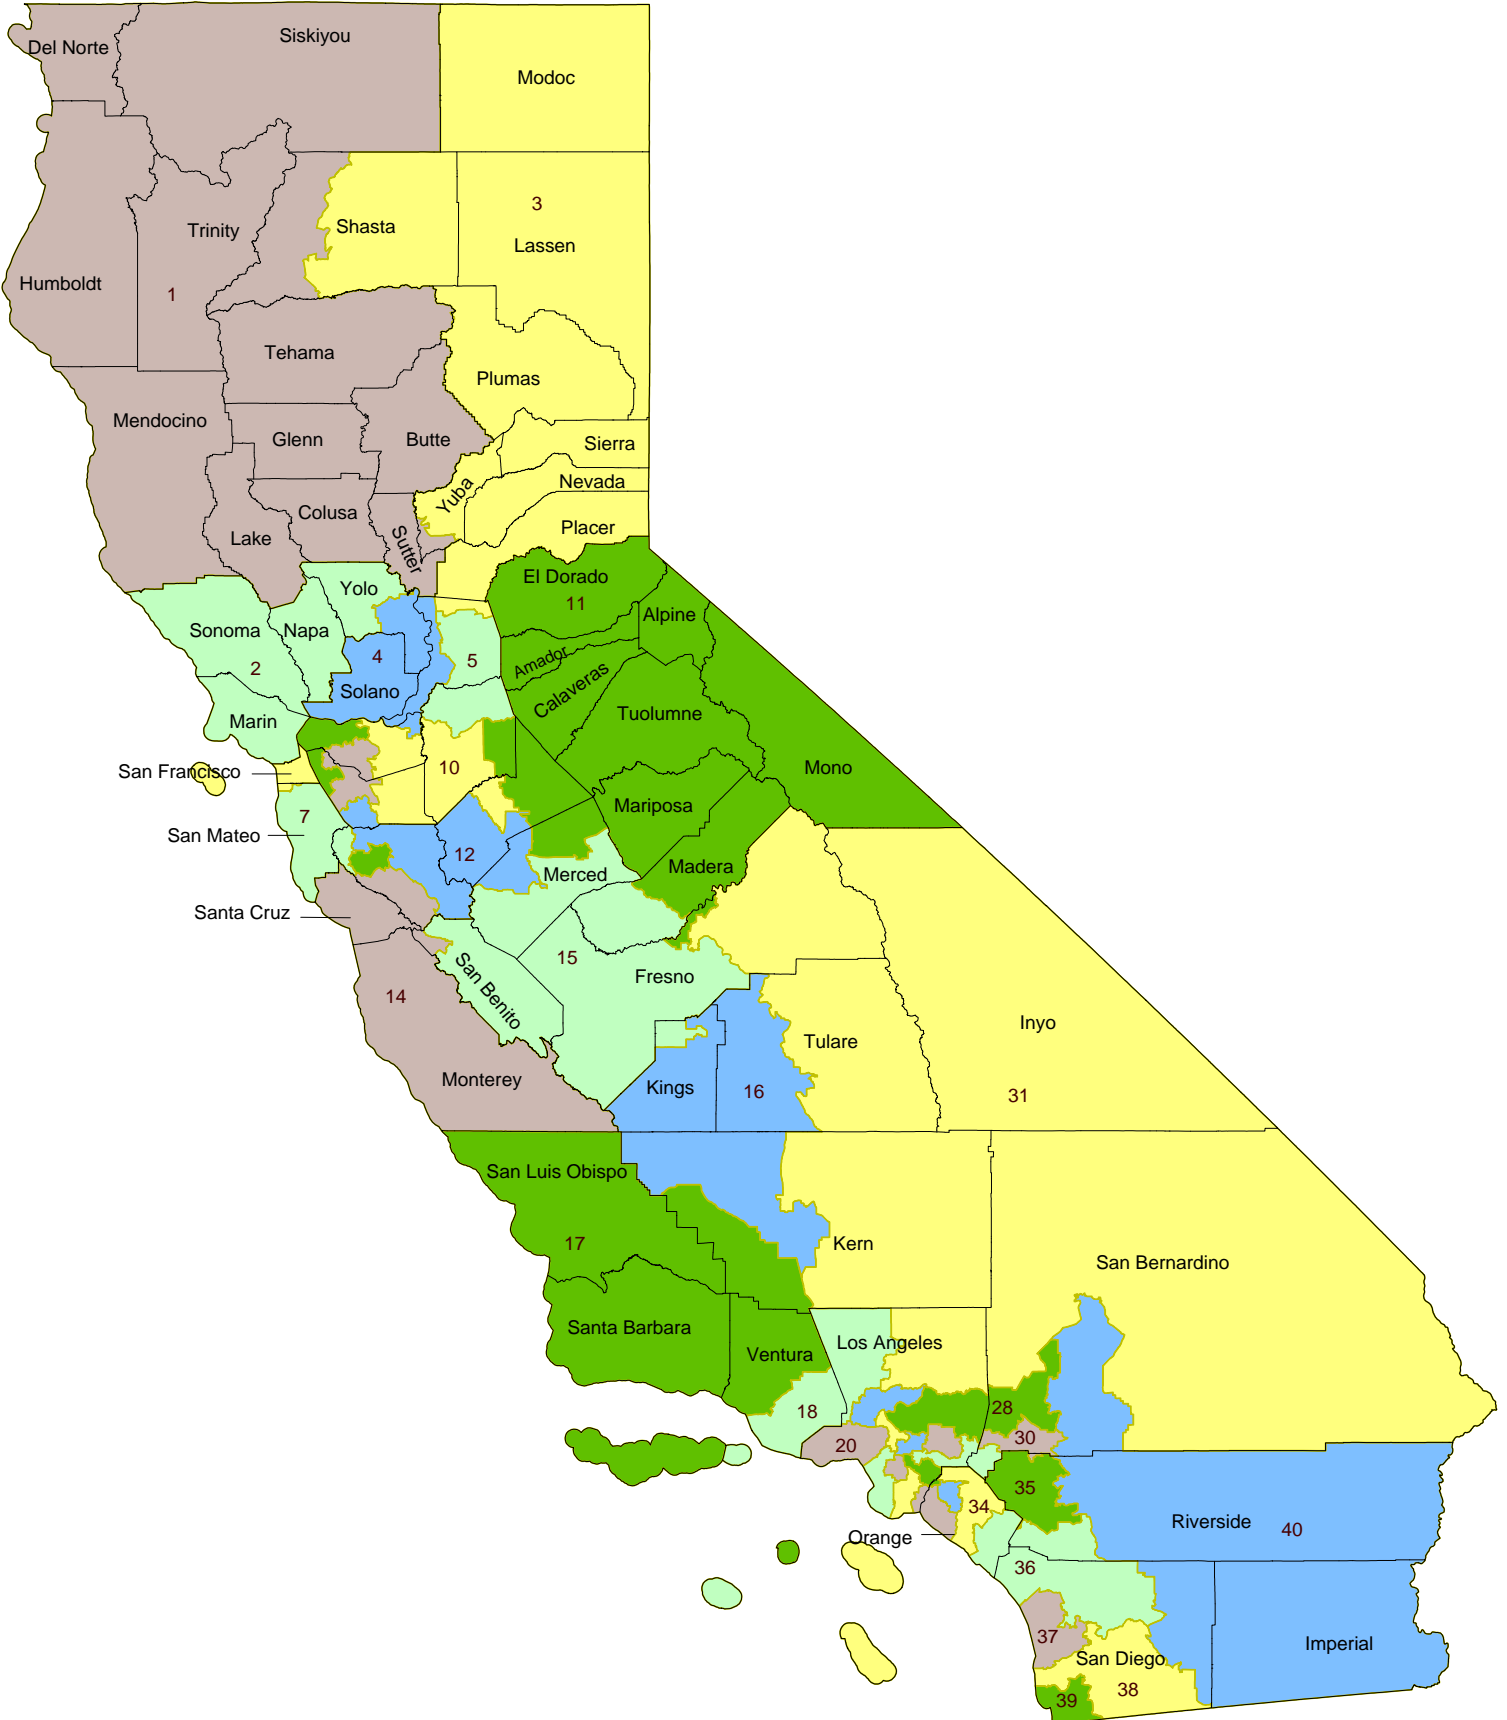 Del Norte
Siskiyou
Modoc
3
Shasta
Trinity
Lassen
Humboldt
1
Tehama
Plumas
Mendocino
Glenn
Butte
Sierra
Nevada
Yuba
Colusa
Placer
Lake
Sutter
El Dorado
Yolo
11
Alpine
Sonoma
Napa
2
4
5
Amador
Solano
Calaveras
Tuolumne
Marin
San Francisco
10
Mono
Mariposa
7
San Mateo
12
Madera
Merced
Santa Cruz
15
Fresno
San Benito
14
Inyo
Tulare
Monterey
Kings
16
31
San Luis Obispo
17
Kern
San Bernardino
Santa Barbara
Los Angeles
Ventura
18
28
20
30
35
34
Riverside
40
Orange
36
37
San Diego
Imperial
38
39